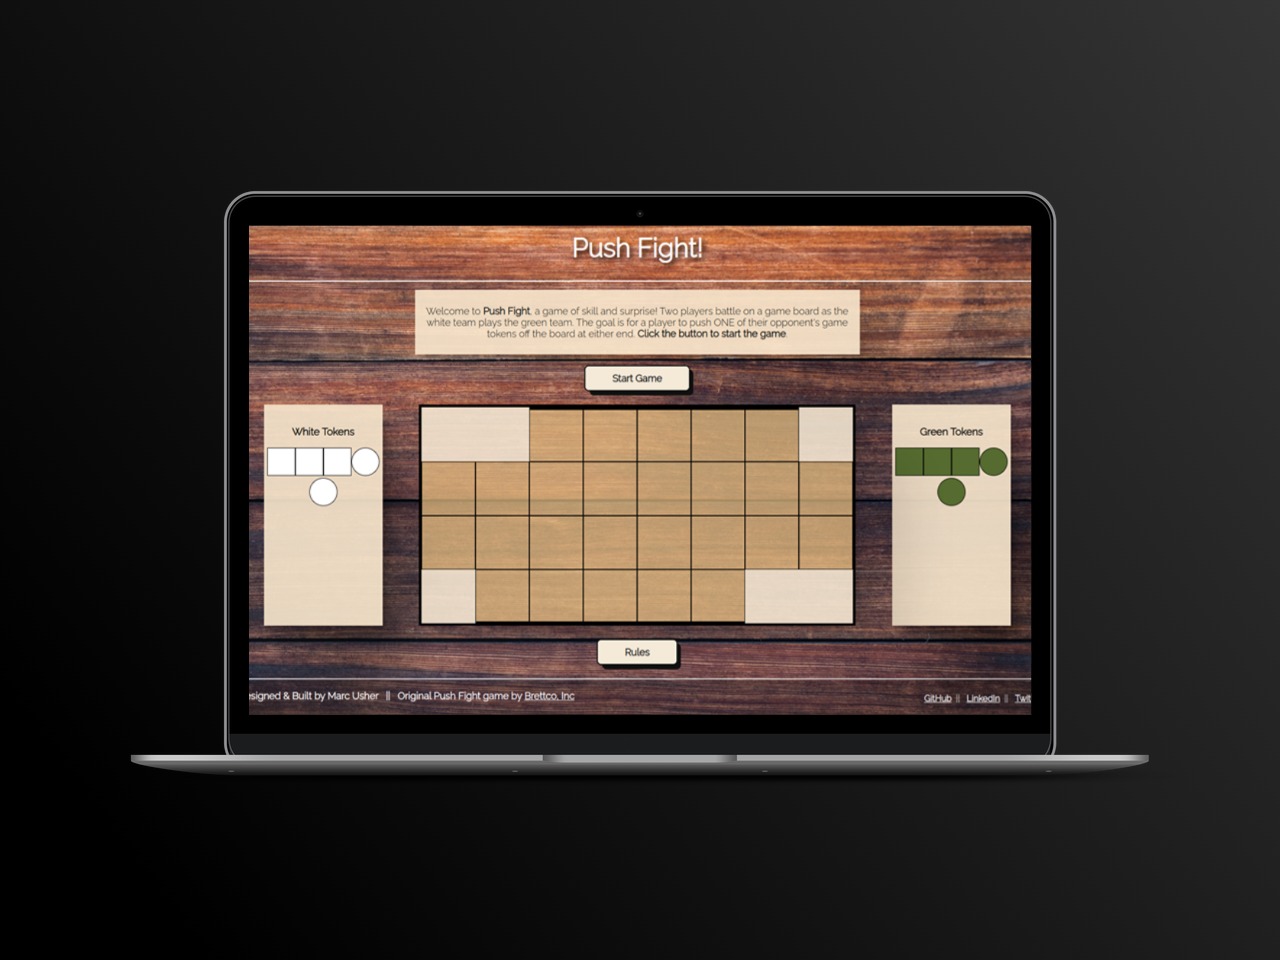 Push Fight!
Welcome to Push Fight, a game of skill and surprise! Two players battle on a game board as the
white team plays the green team. The goal is for a player to push ONE of their opponent's game
tokens off the board at either end. Click the button to start the game.
Start Game
White Tokens
Green Tokens
Rules
esigned & Built by Marc Usher || Original Push Fight game by Brettco, Inc
GitHub || LinkedIn || Twit